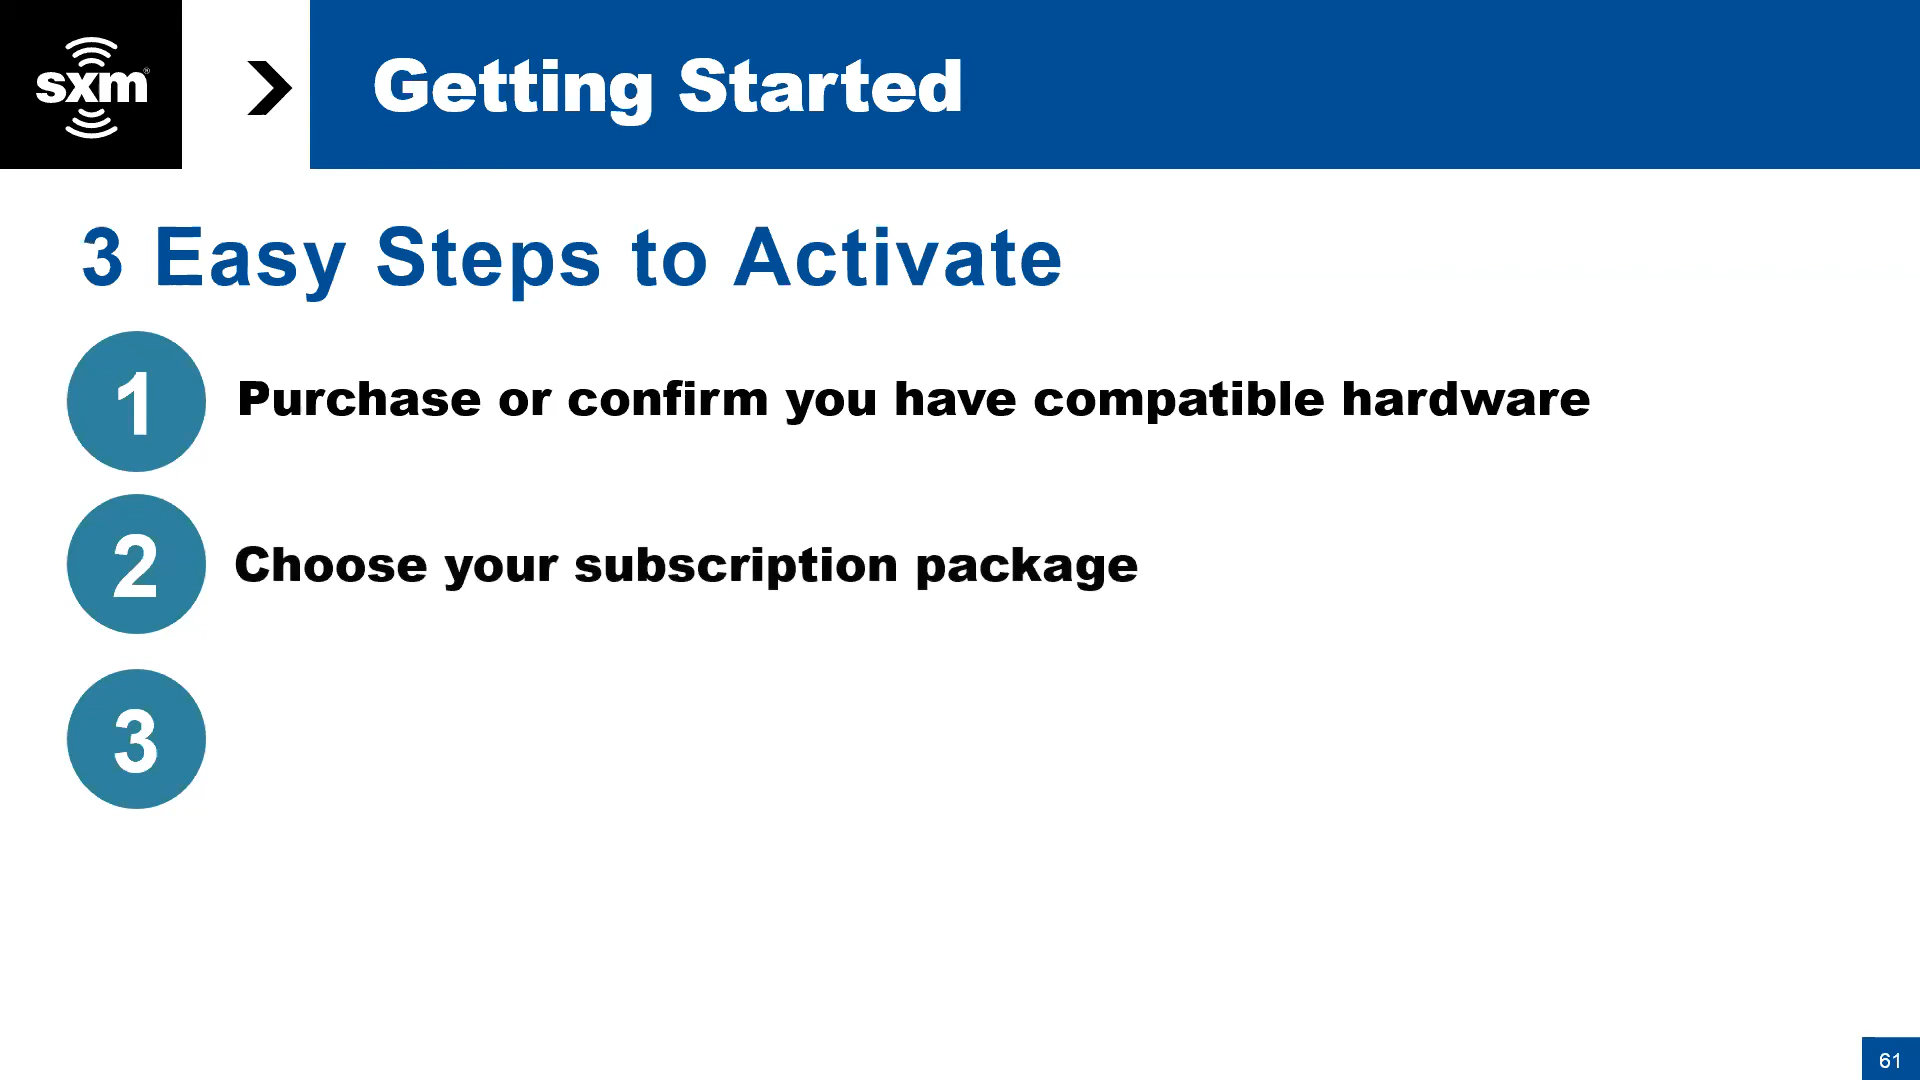 sxm®
Getting Started
3 Easy Steps to Activate
1 Purchase or confirm you have compatible hardware
2 Choose your subscription package
3
61